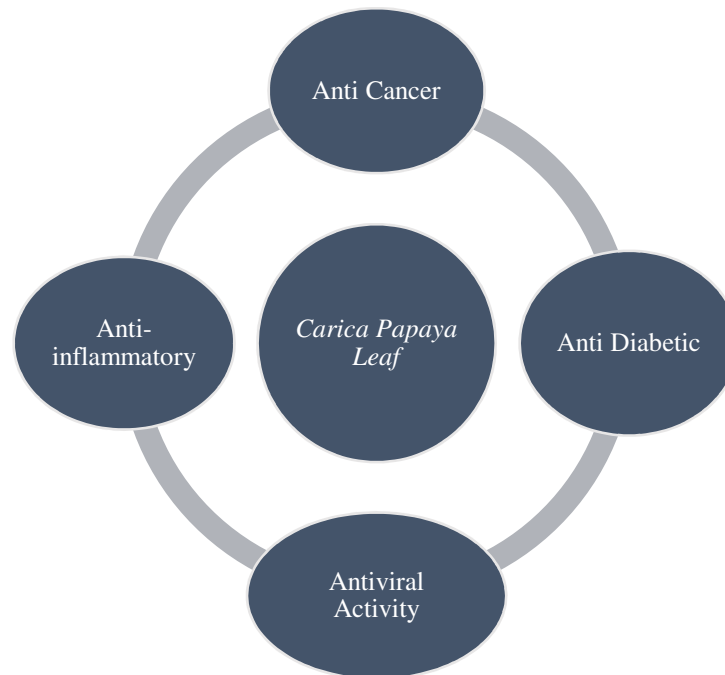 Anti Cancer
Anti-
inflammatory
Carica Papaya
Leaf
Anti Diabetic
Antiviral
Activity